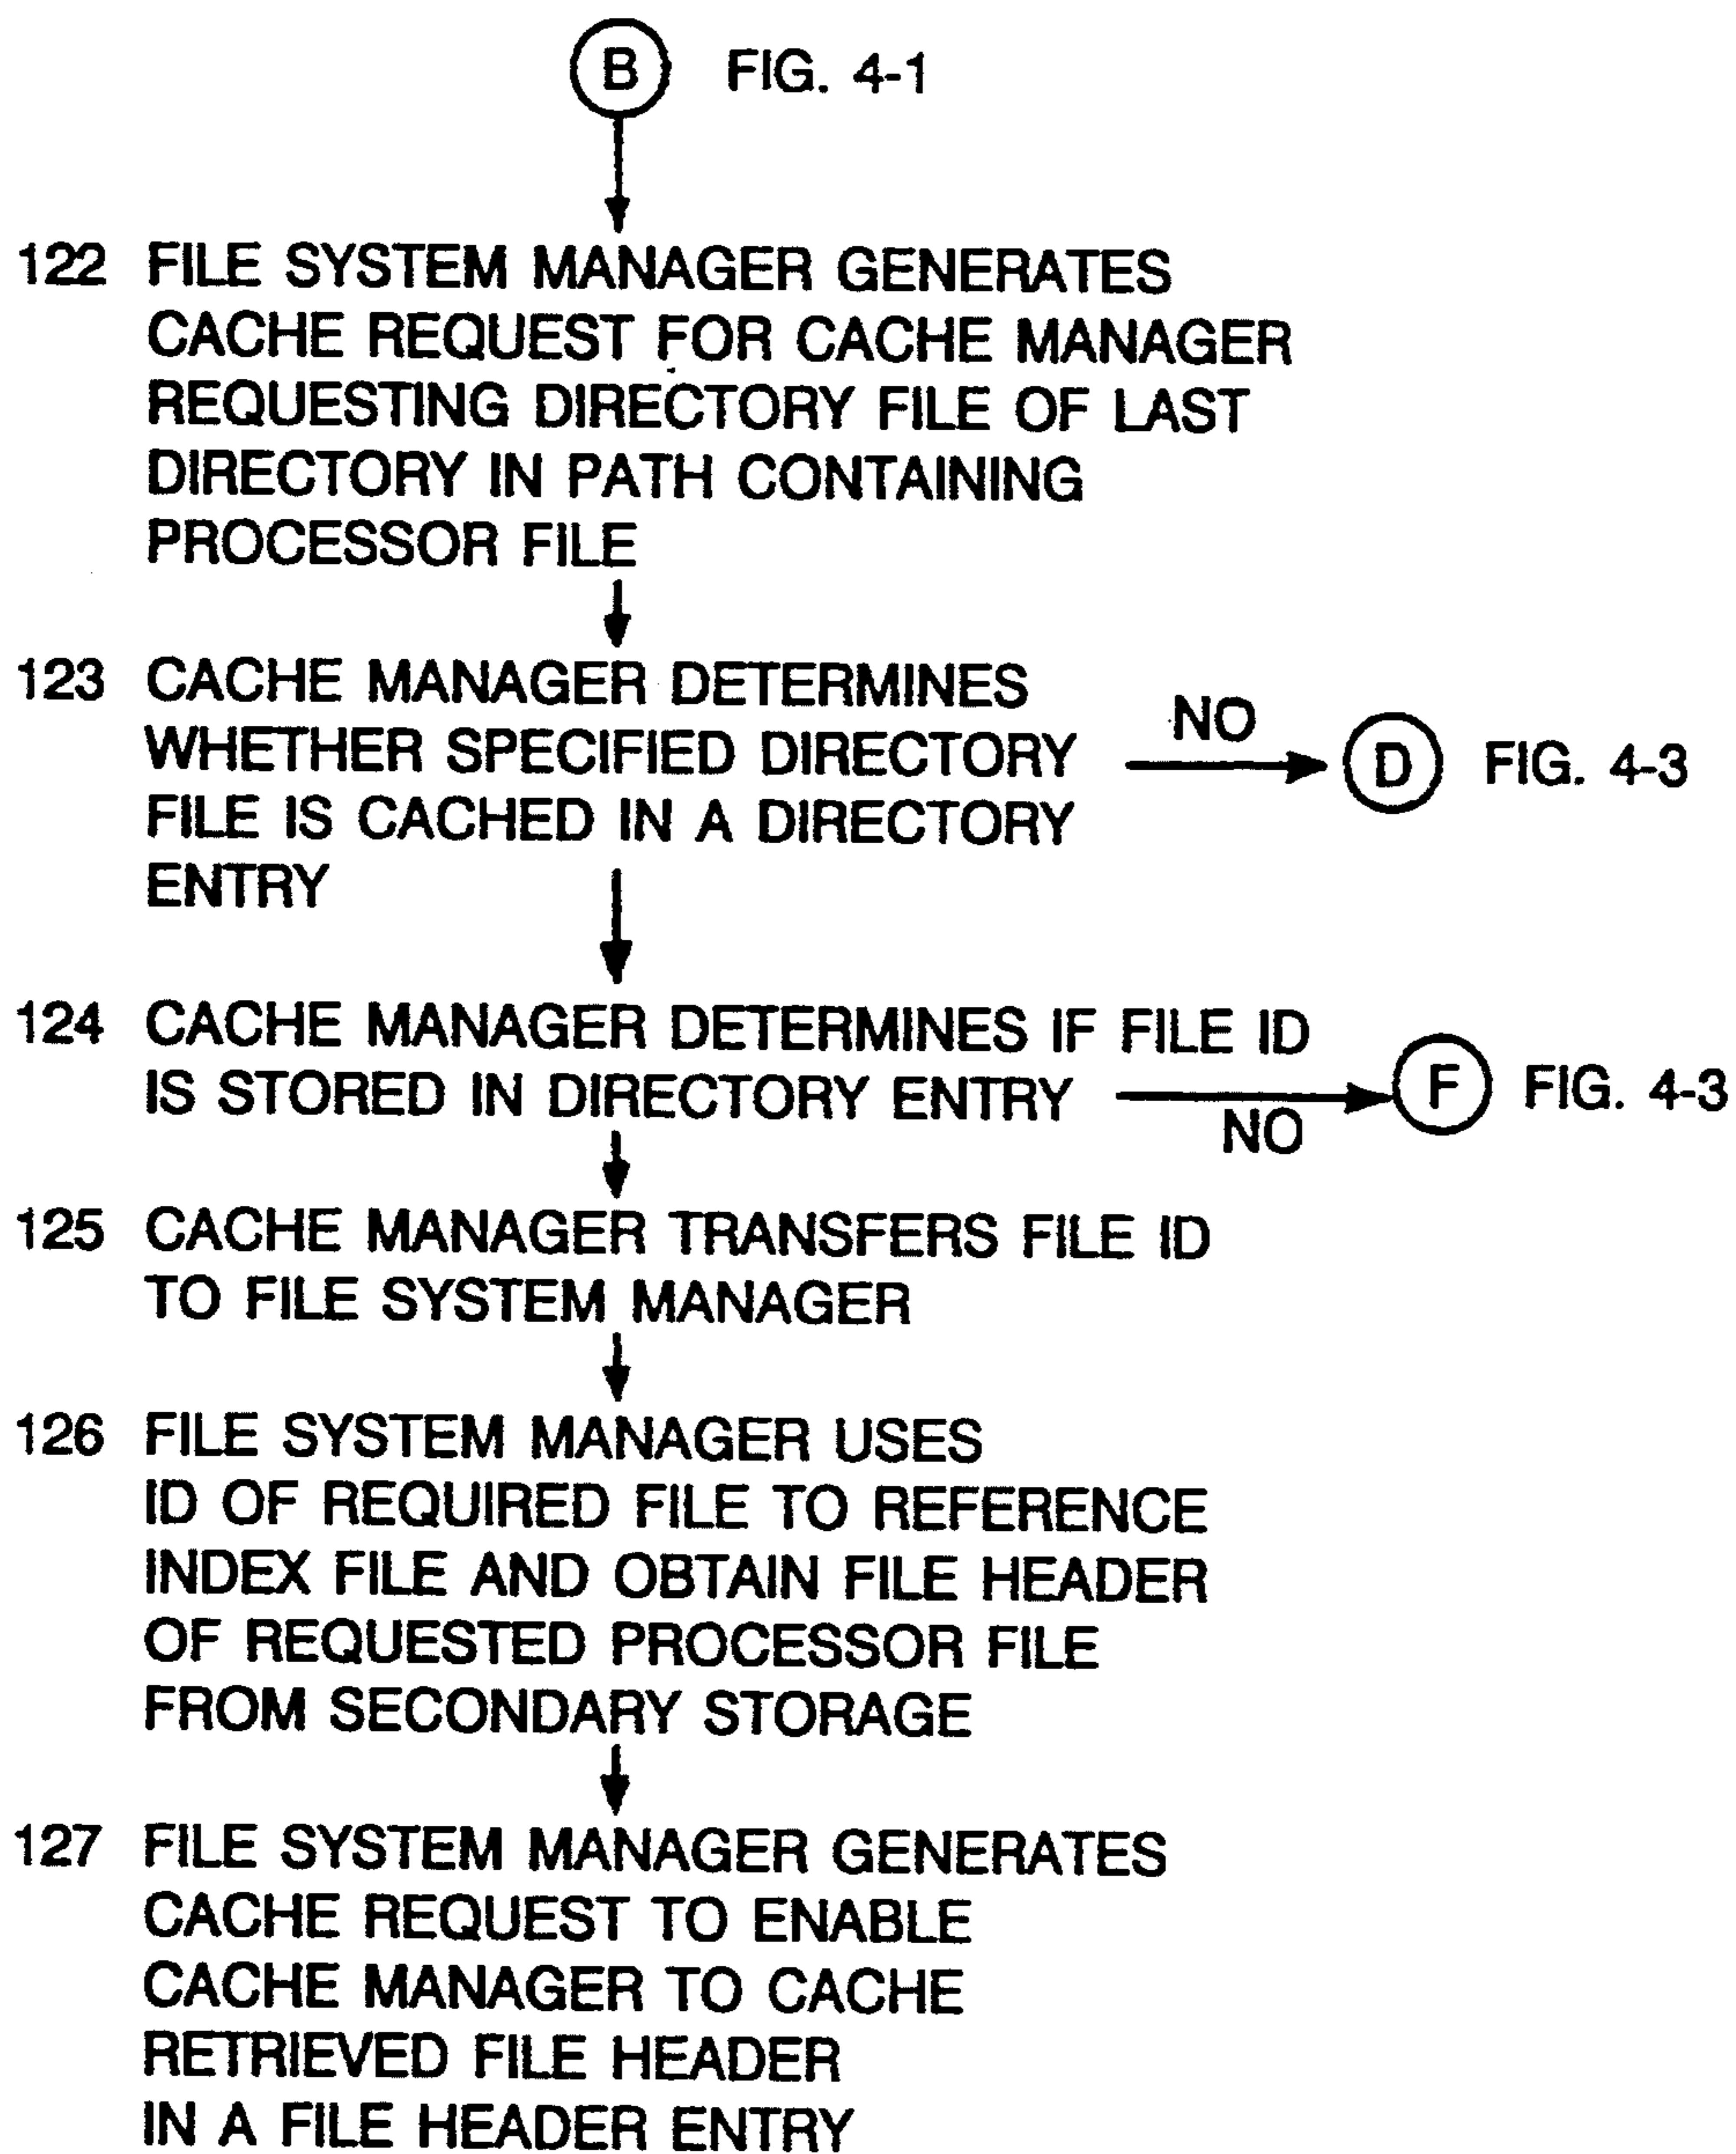 B FIG. 4-1
122 FILE SYSTEM MANAGER GENERATES
CACHE REQUEST FOR CACHE MANAGER
REQUESTING DIRECTORY FILE OF LAST
DIRECTORY IN PATH CONTAINING
PROCESSOR FILE
123 CACHE MANAGER DETERMINES
WHETHER SPECIFIED DIRECTORY NO D FIG. 4-3
FILE IS CACHED IN A DIRECTORY
ENTRY
124 CACHE MANAGER DETERMINES IF FILE ID
IS STORED IN DIRECTORY ENTRY NO F FIG. 4-3
125 CACHE MANAGER TRANSFERS FILE ID
TO FILE SYSTEM MANAGER
126 FILE SYSTEM MANAGER USES
ID OF REQUIRED FILE TO REFERENCE
INDEX FILE AND OBTAIN FILE HEADER
OF REQUESTED PROCESSOR FILE
FROM SECONDARY STORAGE
127 FILE SYSTEM MANAGER GENERATES
CACHE REQUEST TO ENABLE
CACHE MANAGER TO CACHE
RETRIEVED FILE HEADER
IN A FILE HEADER ENTRY